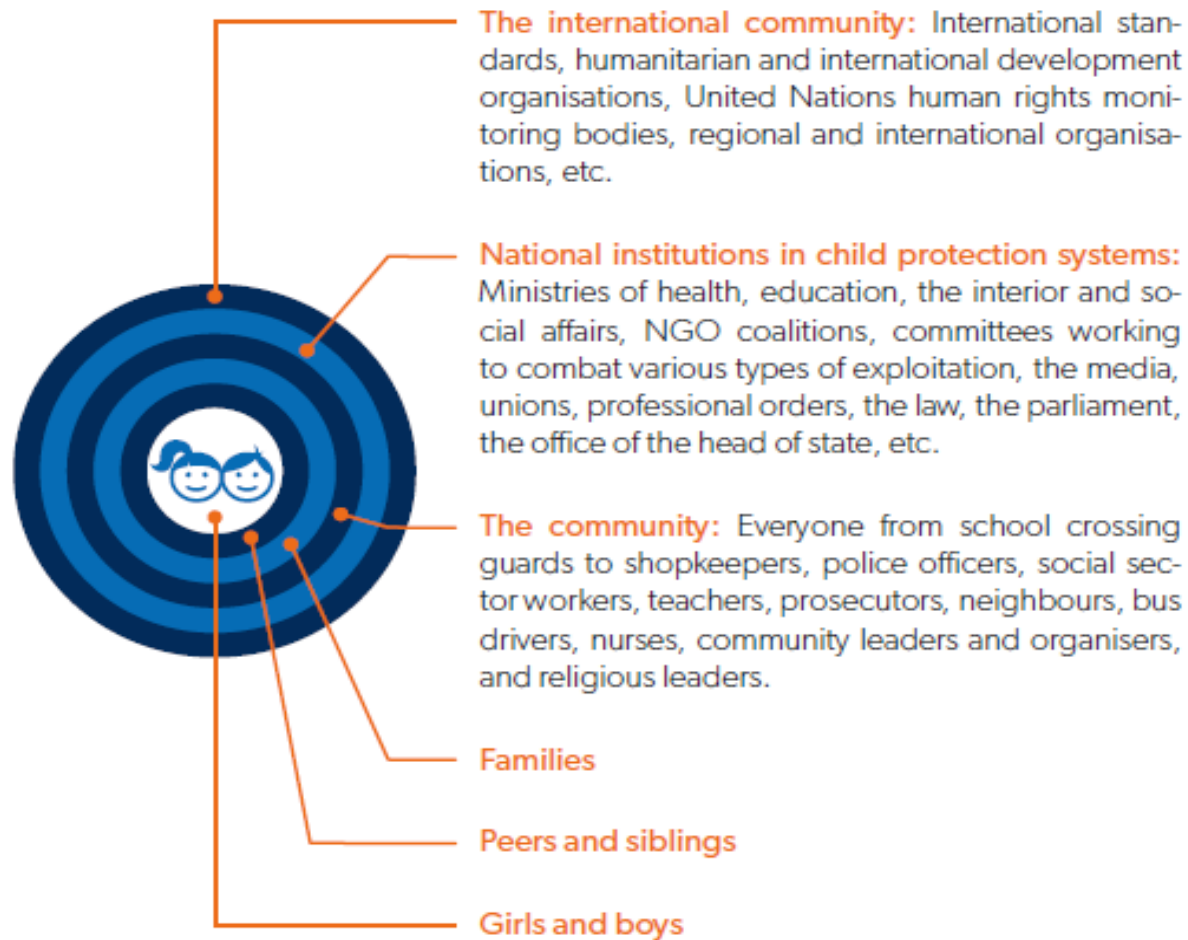 The international community: International stan-
dards, humanitarian and international development
organisations, United Nations human rights moni-
toring bodies, regional and international organisa-
tions, etc.
National institutions in child protection systems:
Ministries of health, education, the interior and so-
cial affairs, NGO coalitions, committees working
to combat various types of exploitation, the media,
unions, professional orders, the law, the parliament,
the office of the head of state, etc.
The community: Everyone from school crossing
guards to shopkeepers, police officers, social sec-
tor workers, teachers, prosecutors, neighbours, bus
drivers, nurses, community leaders and organisers,
and religious leaders.
Families
Peers and siblings
Girls and boys